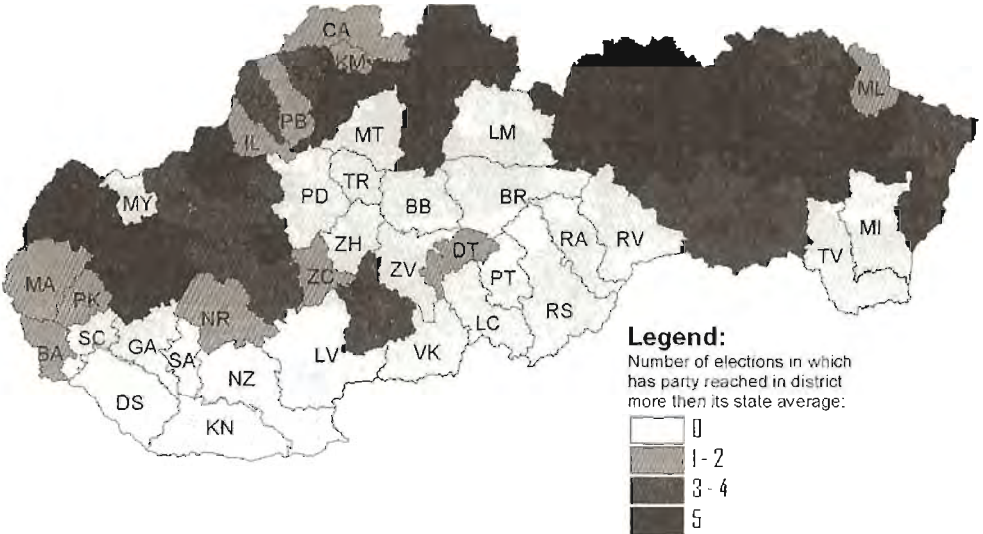 CA
KM
PB
IL
ML
MT
LM
MY
PD
TR
BB
BR
ZH
DT
RA
RV
MI
TV
ZC
ZV
PT
MA
PK
NR
RS
LC
SC
GA
SA
BA
LV
VK
NZ
DS
KN
Legend:
Number of elections in which
has party reached in district
more then its state average:
0
1 - 2
3 - 4
5